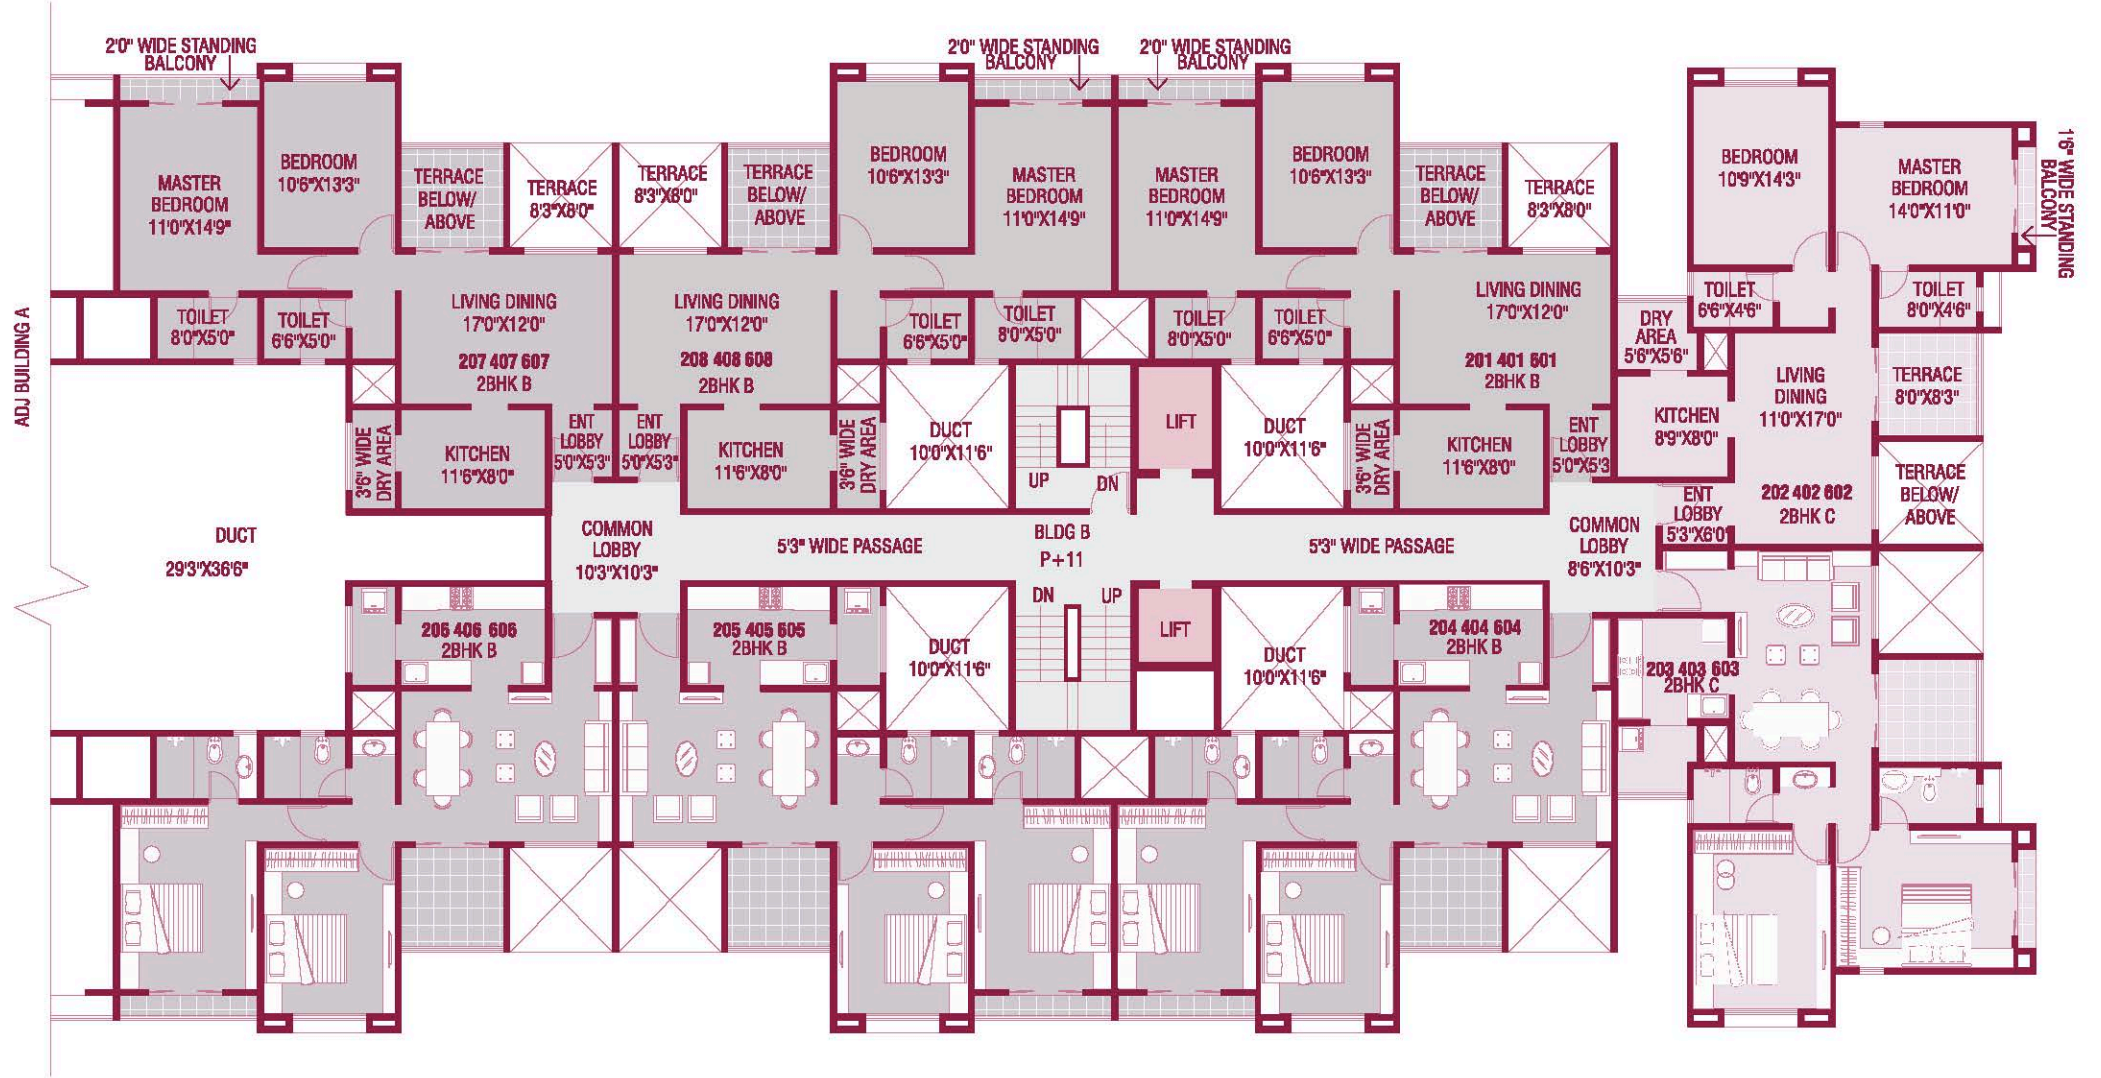 2'0" WIDE STANDING
BALCONY
2'0" WIDE STANDING
BALCONY
2'0" WIDE STANDING
BALCONY
1'6" WIDE STANDING
BALCONY
ADJ BUILDING A
MASTER
BEDROOM
11'0"X14'9"
BEDROOM
10'6"X13'3"
TERRACE
BELOW/
ABOVE
TERRACE
8'3"X8'0"
TERRACE
8'3"X8'0"
TERRACE
BELOW/
ABOVE
BEDROOM
10'6"X13'3"
MASTER
BEDROOM
11'0"X14'9"
MASTER
BEDROOM
11'0"X14'9"
BEDROOM
10'6"X13'3"
TERRACE
BELOW/
ABOVE
TERRACE
8'3"X8'0"
BEDROOM
10'9"X14'3"
MASTER
BEDROOM
14'0"X11'0"
TOILET
8'0"X5'0"
TOILET
6'6"X5'0"
LIVING DINING
17'0"X12'0"
207 407 607
2BHK B
LIVING DINING
17'0"X12'0"
208 408 608
2BHK B
TOILET
6'6"X5'0"
TOILET
8'0"X5'0"
TOILET
8'0"X5'0"
TOILET
6'6"X5'0"
LIVING DINING
17'0"X12'0"
201 401 601
2BHK B
DRY
AREA
5'6"X5'6"
TOILET
6'6"X4'6"
TOILET
8'0"X4'6"
LIVING
DINING
11'0"X17'0"
TERRACE
8'0"X8'3"
3'6" WIDE
DRY AREA
KITCHEN
11'6"X8'0"
ENT
LOBBY
5'0"X5'3"
ENT
LOBBY
5'0"X5'3"
KITCHEN
11'6"X8'0"
3'6" WIDE
DRY AREA
DUCT
10'0"X11'6"
UP
DN
LIFT
DUCT
10'0"X11'6"
3'6" WIDE
DRY AREA
KITCHEN
11'6"X8'0"
ENT
LOBBY
5'0"X5'3
KITCHEN
8'9"X8'0"
202 402 602
2BHK C
TERRACE
BELOW/
ABOVE
ENT
LOBBY
5'3"X6'0"
DUCT
29'3"X36'6"
COMMON
LOBBY
10'3"X10'3"
5'3" WIDE PASSAGE
BLDG B
P+11
5'3" WIDE PASSAGE
COMMON
LOBBY
8'6"X10'3"
DN
UP
206 406 606
2BHK B
205 405 605
2BHK B
DUCT
10'0"X11'6"
LIFT
DUCT
10'0"X11'6"
204 404 604
2BHK B
203 403 603
2BHK C